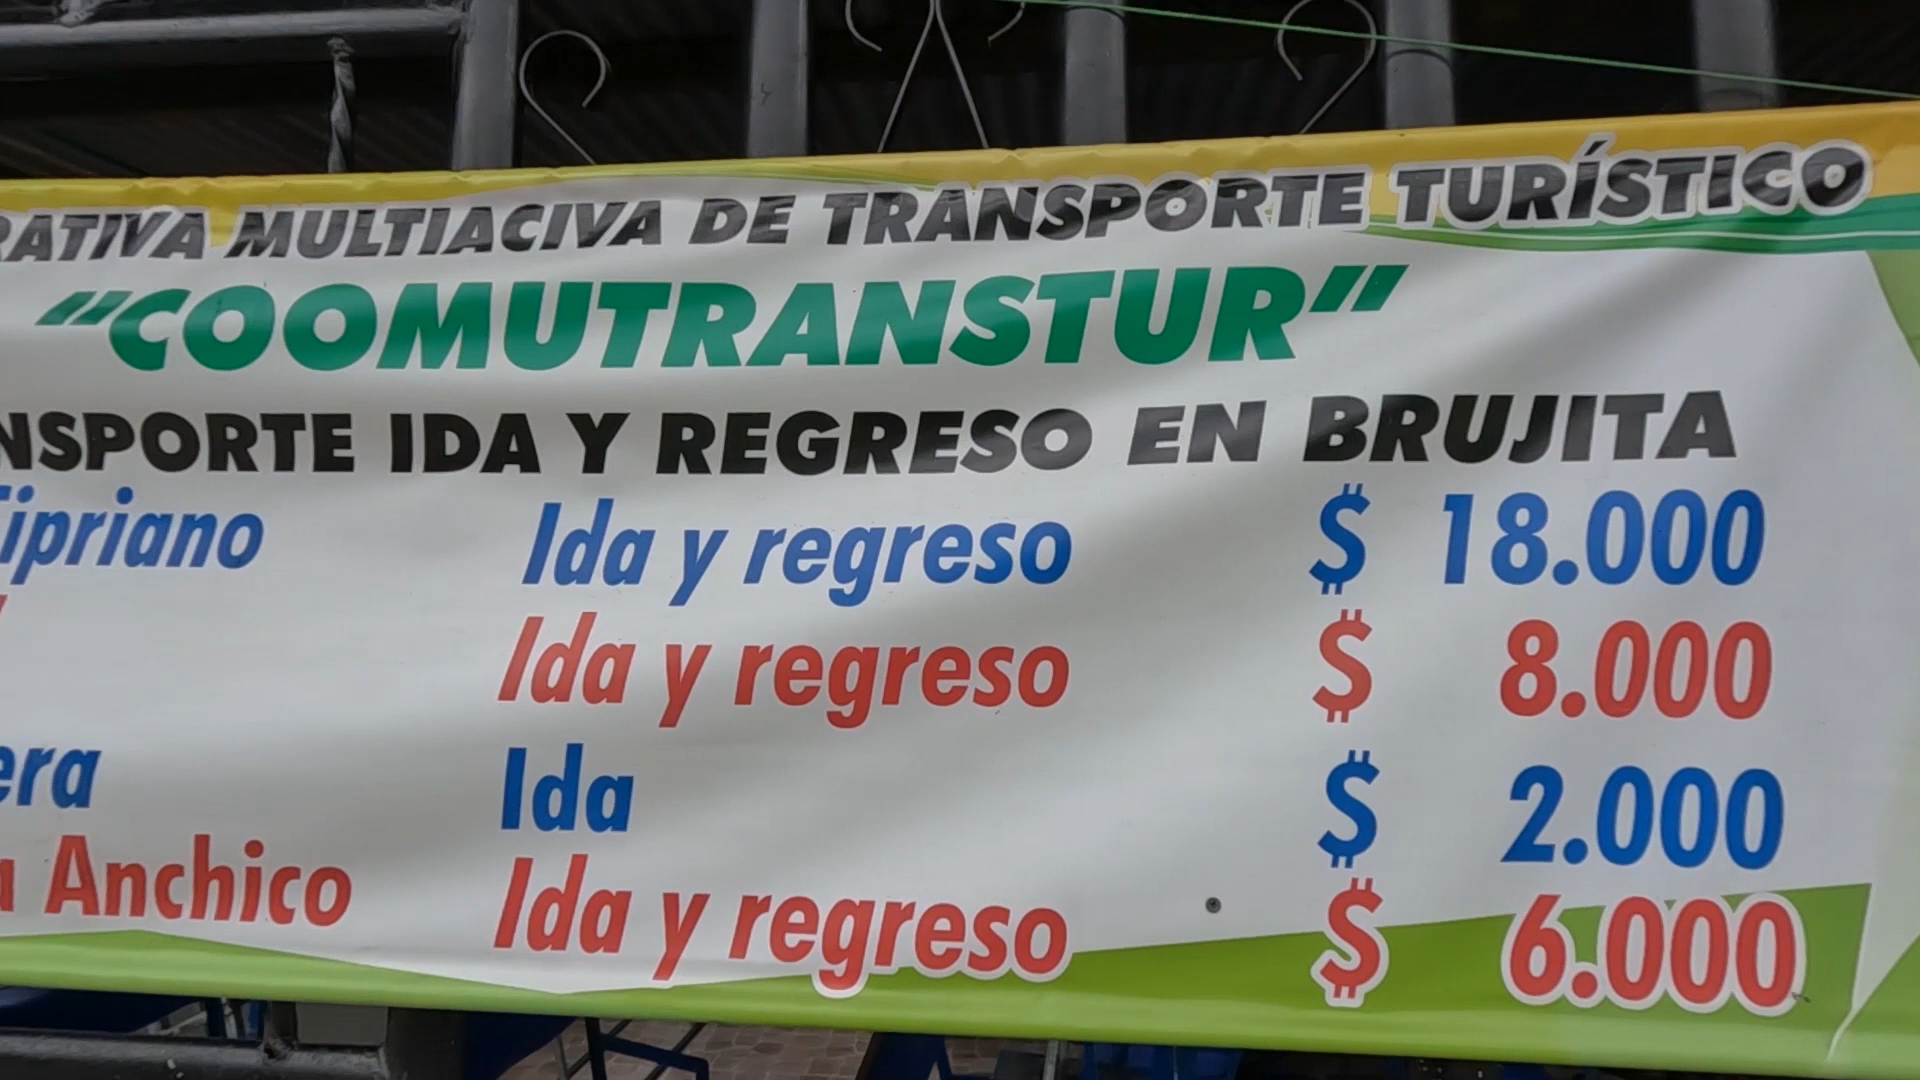 RATIVA MULTIACIVA DE TRANSPORTE TURÍSTICO
"COOMUTRANSTUR"
NSPORTE IDA Y REGRESO EN BRUJITA
Cipriano Ida y regreso $ 18.000
Ida y regreso $ 8.000
era Ida $ 2.000
a Anchico Ida y regreso $ 6.000